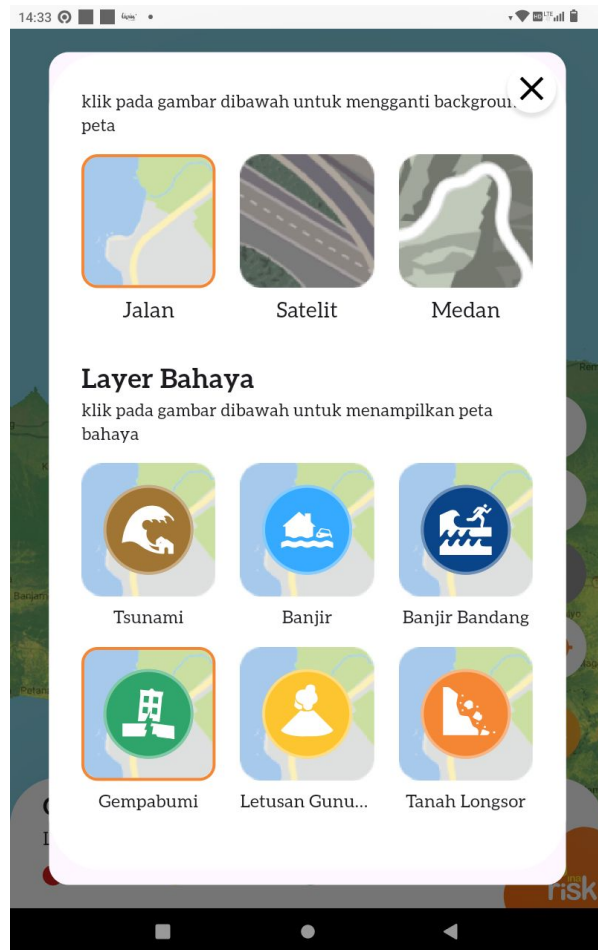 14:33
klik pada gambar dibawah untuk mengganti
peta
Jalan Satelit Medan
Layer Bahaya
klik pada gambar dibawah untuk menampilkan peta
bahaya
Tsunami Banjir Banjir Bandang
Gempabumi Letusan Gunu... Tanah Longsor
risk